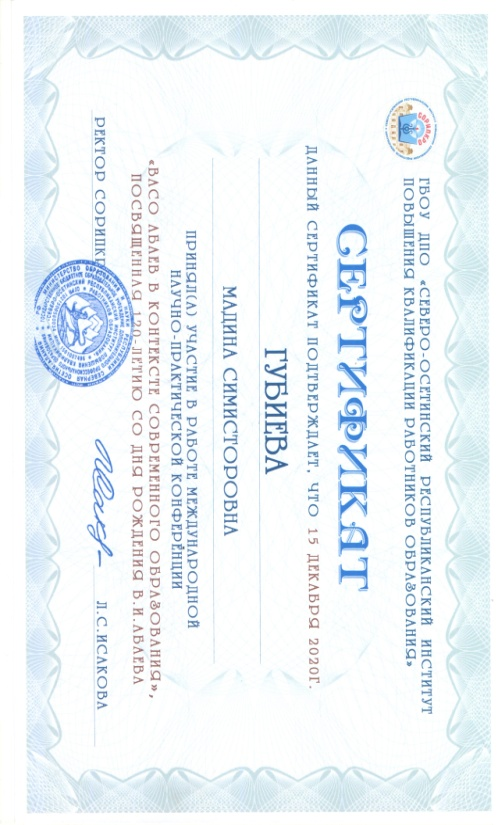 ГБОУ ДПО «СЕВЕРО-ОСЕТИНСКИЙ РЕСПУБЛИКАНСКИЙ ИНСТИТУТ
ПОВЫШЕНИЯ КВАЛИФИКАЦИИ РАБОТНИКОВ ОБРАЗОВАНИЯ»
СЕРТИФИКАТ
ДАННЫЙ СЕРТИФИКАТ ПОДТВЕРЖДАЕТ, ЧТО 15 ДЕКАБРЯ 2020Г.
ГУБИЕВА
МАДИНА СИМИСТОРОВНА
ПРИНЯЛ(А) УЧАСТИЕ В РАБОТЕ МЕЖДУНАРОДНОЙ
НАУЧНО-ПРАКТИЧЕСКОЙ КОНФЕРЕНЦИИ
«ВАСО АБАЕВ В КОНТЕКСТЕ СОВРЕМЕННОГО ОБРАЗОВАНИЯ»,
ПОСВЯЩЕННАЯ 120-ЛЕТИЮ СО ДНЯ РОЖДЕНИЯ В.И.АБАЕВА
РЕКТОР СОРИПКРО Л.С.ИСАКОВА